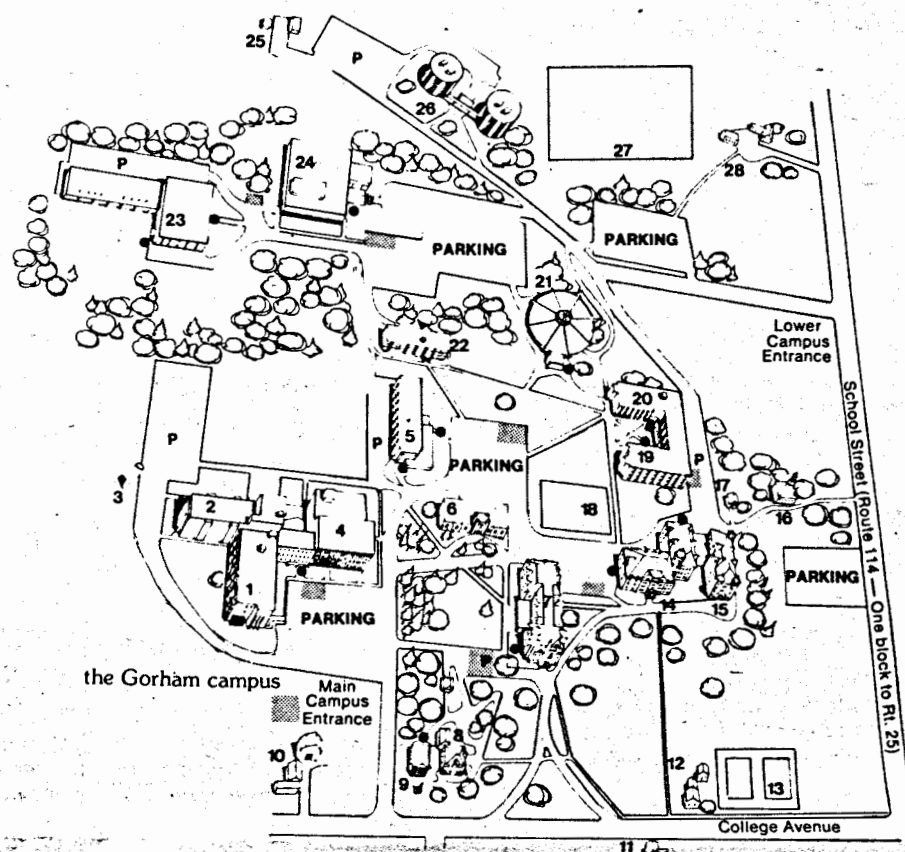 25
P
26
27
28
24
P
23
PARKING
PARKING
21
22
Lower
Campus
Entrance
20
School Street (Route 114 — One block to Rt. 25)
P
5
P
19
P
PARKING
17
3
2
6
18
16
4
1
PARKING
PARKING
14
15
P
the Gorham campus
Main
Campus
Entrance
10
8
9
12
13
College Avenue
11